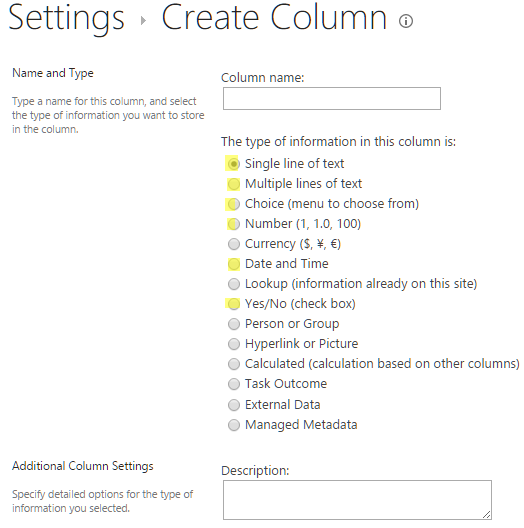 Settings › Create Column
Name and Type
Type a name for this column, and select
the type of information you want to store
in the column.
Column name:
The type of information in this column is:
Single line of text
Multiple lines of text
Choice (menu to choose from)
Number (1, 1.0, 100)
Currency ($, ¥, €)
Date and Time
Lookup (information already on this site)
Yes/No (check box)
Person or Group
Hyperlink or Picture
Calculated (calculation based on other columns)
Task Outcome
External Data
Managed Metadata
Additional Column Settings
Specify detailed options for the type of
information you selected.
Description: